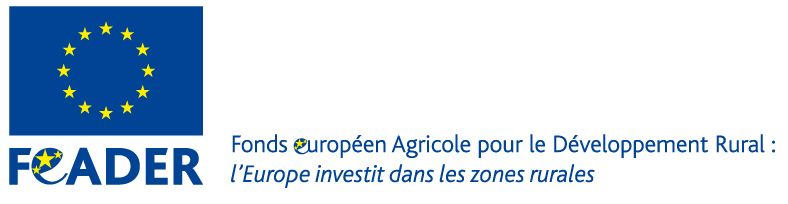 FeADER
Fonds européen Agricole pour le Développement Rural :
l'Europe investit dans les zones rurales